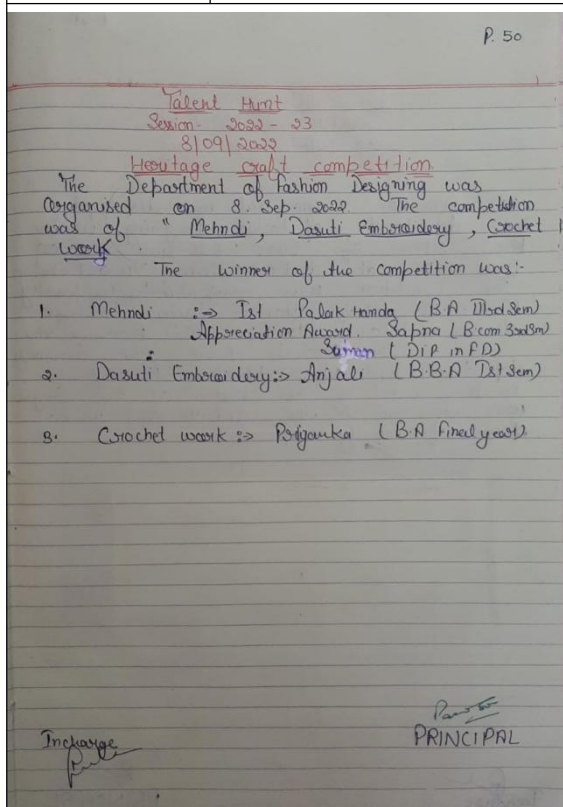 P. 50
Talent Hunt
Session- 2022 - 23
8/09/2022
Heoutage craft competition
The Department of Fashion Designing was
Oerganised on 8. Sep. 2022 The competition
was of " Mehndi, Dasuti Embroidery, Crochet
work.
The winner of the competition was:-
1. Mehndi :-> Ist Palak Handa (B.A IIIrd Sem)
Appreciation Award. Sapna (B com 3rd Sm)
: Suman (DIP in FD)
2. Dasuti Embroidery:-> Anjali (B.B.A Ist Sem)
3. Crochet work :-> Priyanka (B.A Final year)
Incharge
PRINCIPAL